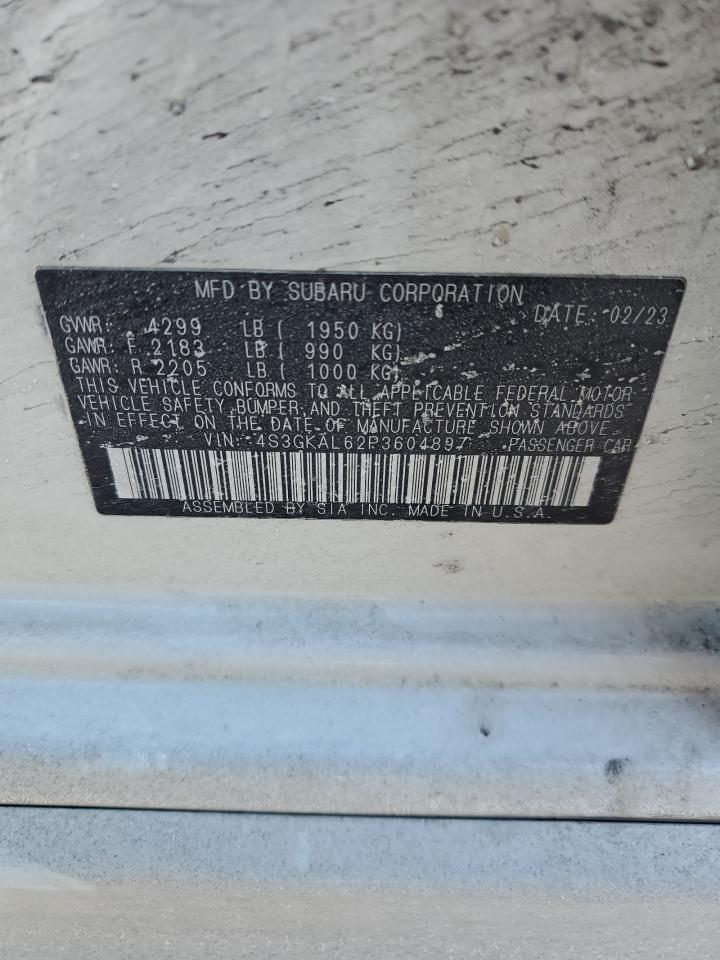 MFD BY SUBARU CORPORATION
DATE: 02/23
GVWR: 4299 LB ( 1950 KG)
GAWR: F 2183 LB ( 990 KG)
GAWR: R 2205 LB ( 1000 KG)
THIS VEHICLE CONFORMS TO ALL APPLICABLE FEDERAL MOTOR
VEHICLE SAFETY, BUMPER, AND THEFT PREVENTION STANDARDS
IN EFFECT ON THE DATE OF MANUFACTURE SHOWN ABOVE.
VIN: 4S3GKAL62P3604897 PASSENGER CAR
ASSEMBLED BY SIA INC. MADE IN U.S.A.